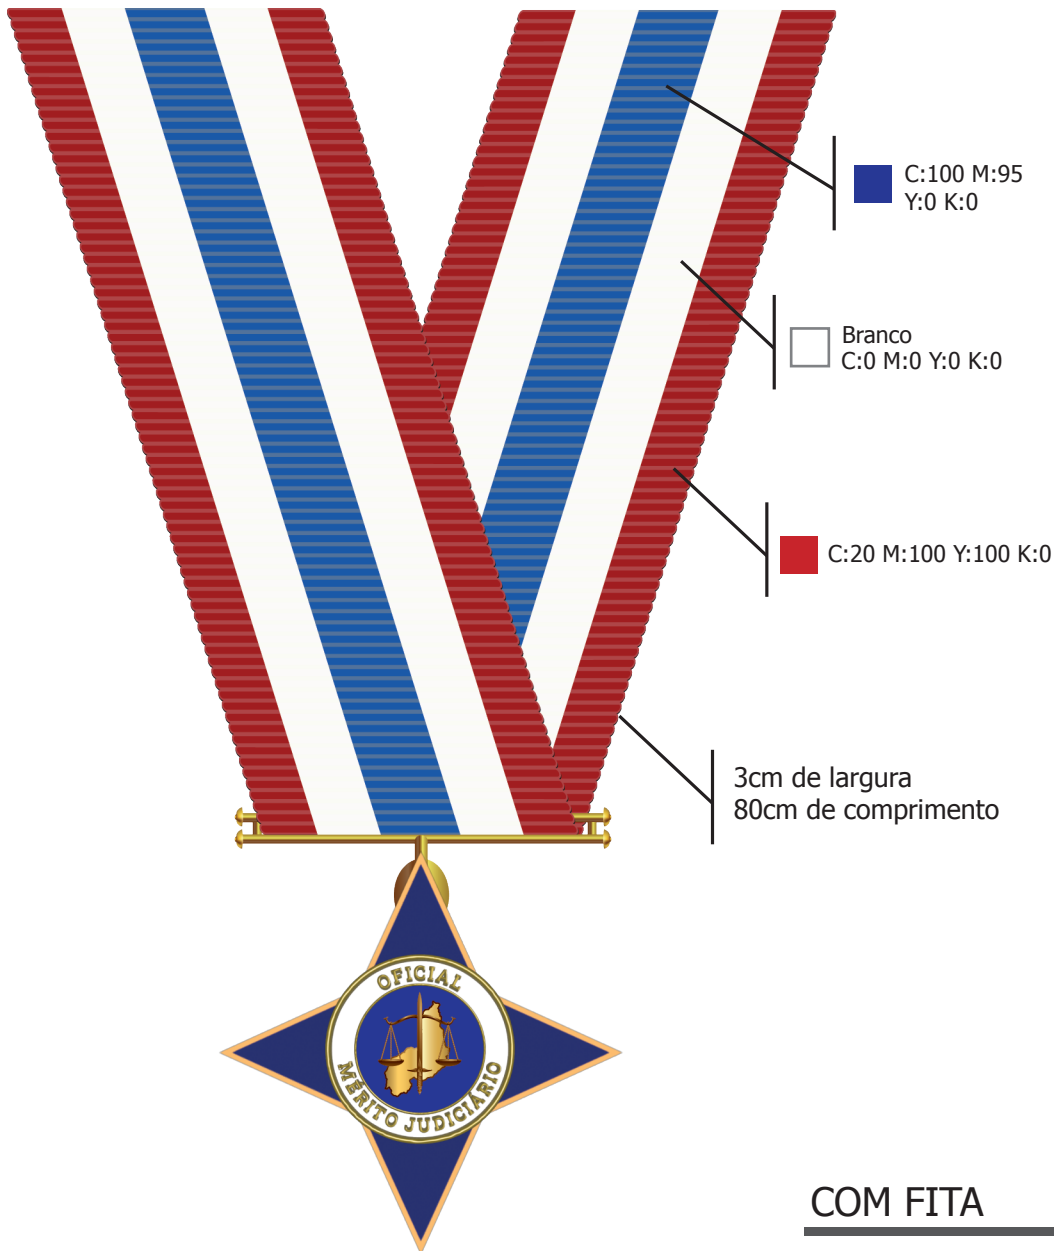 C:100 M:95
Y:0 K:0
Branco
C:0 M:0 Y:0 K:0
C:20 M:100 Y:100 K:0
3cm de largura
80cm de comprimento
OFICIAL
MÉRITO JUDICIÁRIO
COM FITA